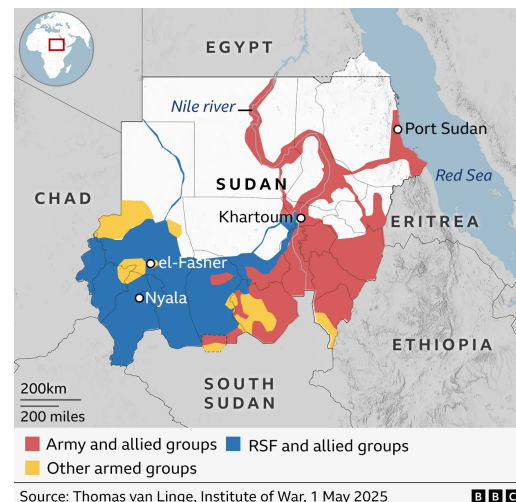 EGYPT
Nile river
Port Sudan
SUDAN
Red Sea
CHAD
Khartoum
ERITREA
el-Fasher
Nyala
ETHIOPIA
200km
200 miles
SOUTH
SUDAN
Army and allied groups
RSF and allied groups
Other armed groups
Source: Thomas van Linge, Institute of War, 1 May 2025
BBC